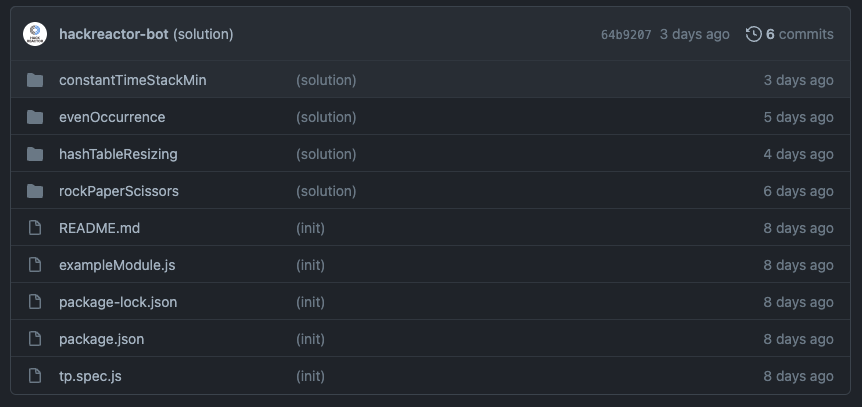 HACK
REACTOR
hackreactor-bot (solution) 64b9207 3 days ago 6 commits
constantTimeStackMin (solution) 3 days ago
evenOccurrence (solution) 5 days ago
hashTableResizing (solution) 4 days ago
rockPaperScissors (solution) 6 days ago
README.md (init) 8 days ago
exampleModule.js (init) 8 days ago
package-lock.json (init) 8 days ago
package.json (init) 8 days ago
tp.spec.js (init) 8 days ago